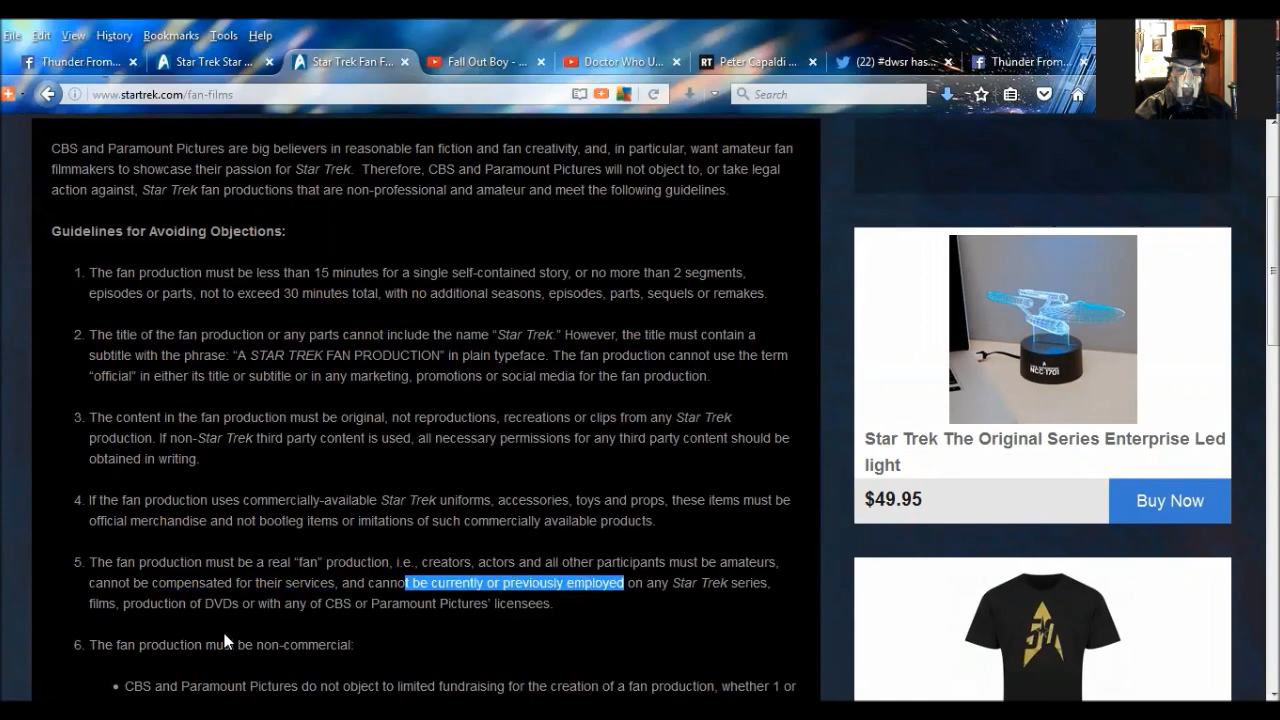 File Edit View History Bookmarks Tools Help
Thunder From... × Star Trek Star ... × Star Trek Fan F... × Fall Out Boy - ... × Doctor Who U... × RT Peter Capaldi ... × (22) #dwsr has... × Thunder From... ×
www.startrek.com/fan-films Search
CBS and Paramount Pictures are big believers in reasonable fan fiction and fan creativity, and, in particular, want amateur fan
filmmakers to showcase their passion for Star Trek. Therefore, CBS and Paramount Pictures will not object to, or take legal
action against, Star Trek fan productions that are non-professional and amateur and meet the following guidelines.
Guidelines for Avoiding Objections:
1. The fan production must be less than 15 minutes for a single self-contained story, or no more than 2 segments,
episodes or parts, not to exceed 30 minutes total, with no additional seasons, episodes, parts, sequels or remakes.
2. The title of the fan production or any parts cannot include the name “Star Trek.” However, the title must contain a
subtitle with the phrase: “A STAR TREK FAN PRODUCTION” in plain typeface. The fan production cannot use the term
“official” in either its title or subtitle or in any marketing, promotions or social media for the fan production.
3. The content in the fan production must be original, not reproductions, recreations or clips from any Star Trek
production. If non-Star Trek third party content is used, all necessary permissions for any third party content should be
obtained in writing.
4. If the fan production uses commercially-available Star Trek uniforms, accessories, toys and props, these items must be
official merchandise and not bootleg items or imitations of such commercially available products.
5. The fan production must be a real “fan” production, i.e., creators, actors and all other participants must be amateurs,
cannot be compensated for their services, and cannot be currently or previously employed on any Star Trek series,
films, production of DVDs or with any of CBS or Paramount Pictures’ licensees.
6. The fan production must be non-commercial:
• CBS and Paramount Pictures do not object to limited fundraising for the creation of a fan production, whether 1 or
NCC 1701
Star Trek The Original Series Enterprise Led
light
$49.95 Buy Now
50